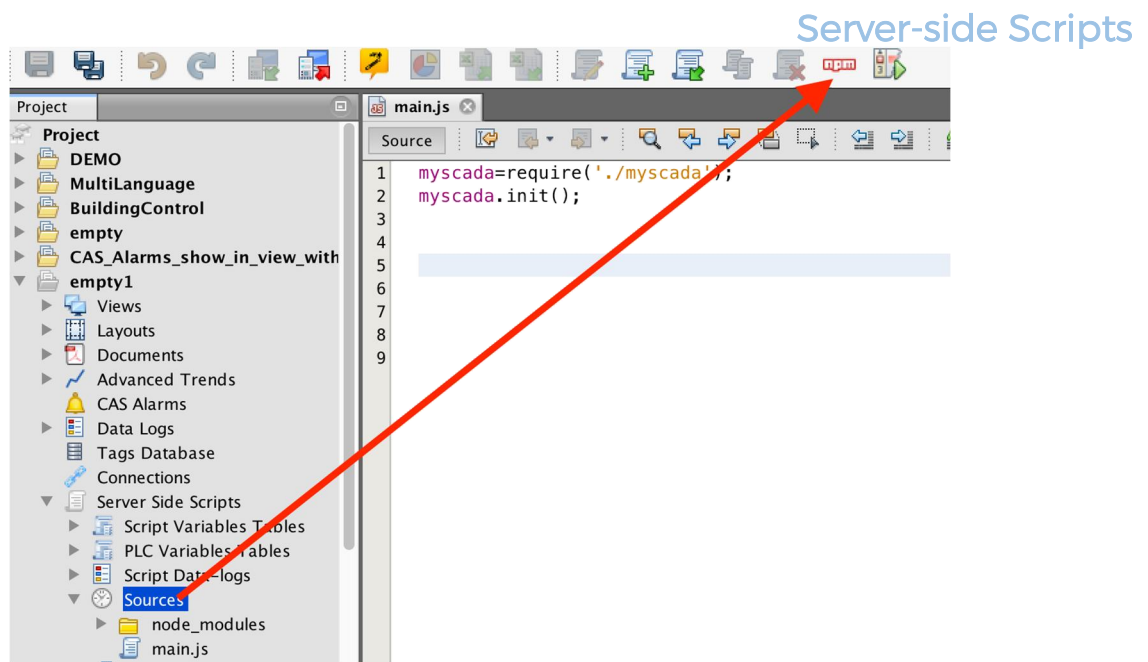 Server-side Scripts
npm
Project
main.js
Project
DEMO
MultiLanguage
BuildingControl
empty
CAS_Alarms_show_in_view_with
empty1
Views
Layouts
Documents
Advanced Trends
CAS Alarms
Data Logs
Tags Database
Connections
Server Side Scripts
Script Variables Tables
PLC Variables Tables
Script Data-logs
Sources
node_modules
main.js
Source
1 myscada=require('./myscada');
2 myscada.init();
3
4
5
6
7
8
9